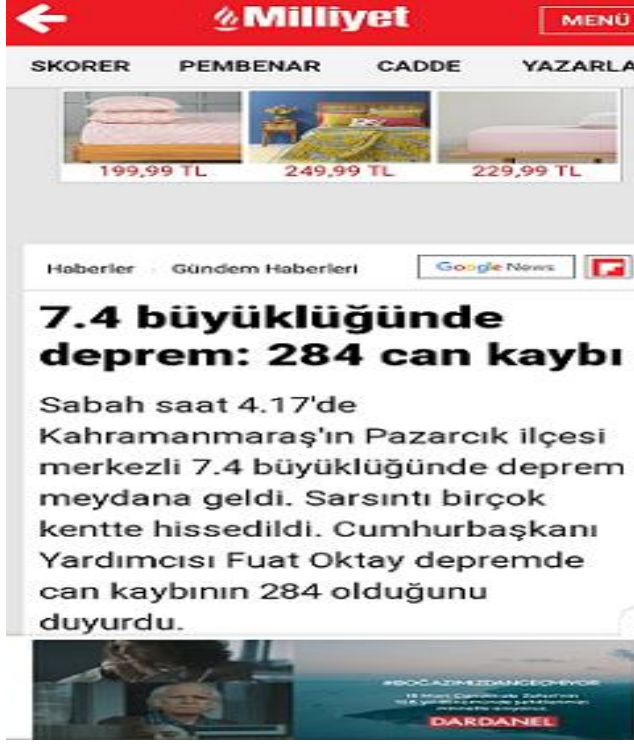 Milliyet
MENÜ
SKORER PEMBENAR CADDE YAZARLA
199,99 TL 249,99 TL 229,99 TL
Haberler Gündem Haberleri Google News
7.4 büyüklüğünde
deprem: 284 can kaybı
Sabah saat 4.17'de
Kahramanmaraş'ın Pazarcık ilçesi
merkezli 7.4 büyüklüğünde deprem
meydana geldi. Sarsıntı birçok
kentte hissedildi. Cumhurbaşkanı
Yardımcısı Fuat Oktay depremde
can kaybının 284 olduğunu
duyurdu.
#BOĞAZIMIZDANGEÇMİYOR
DARDANEL